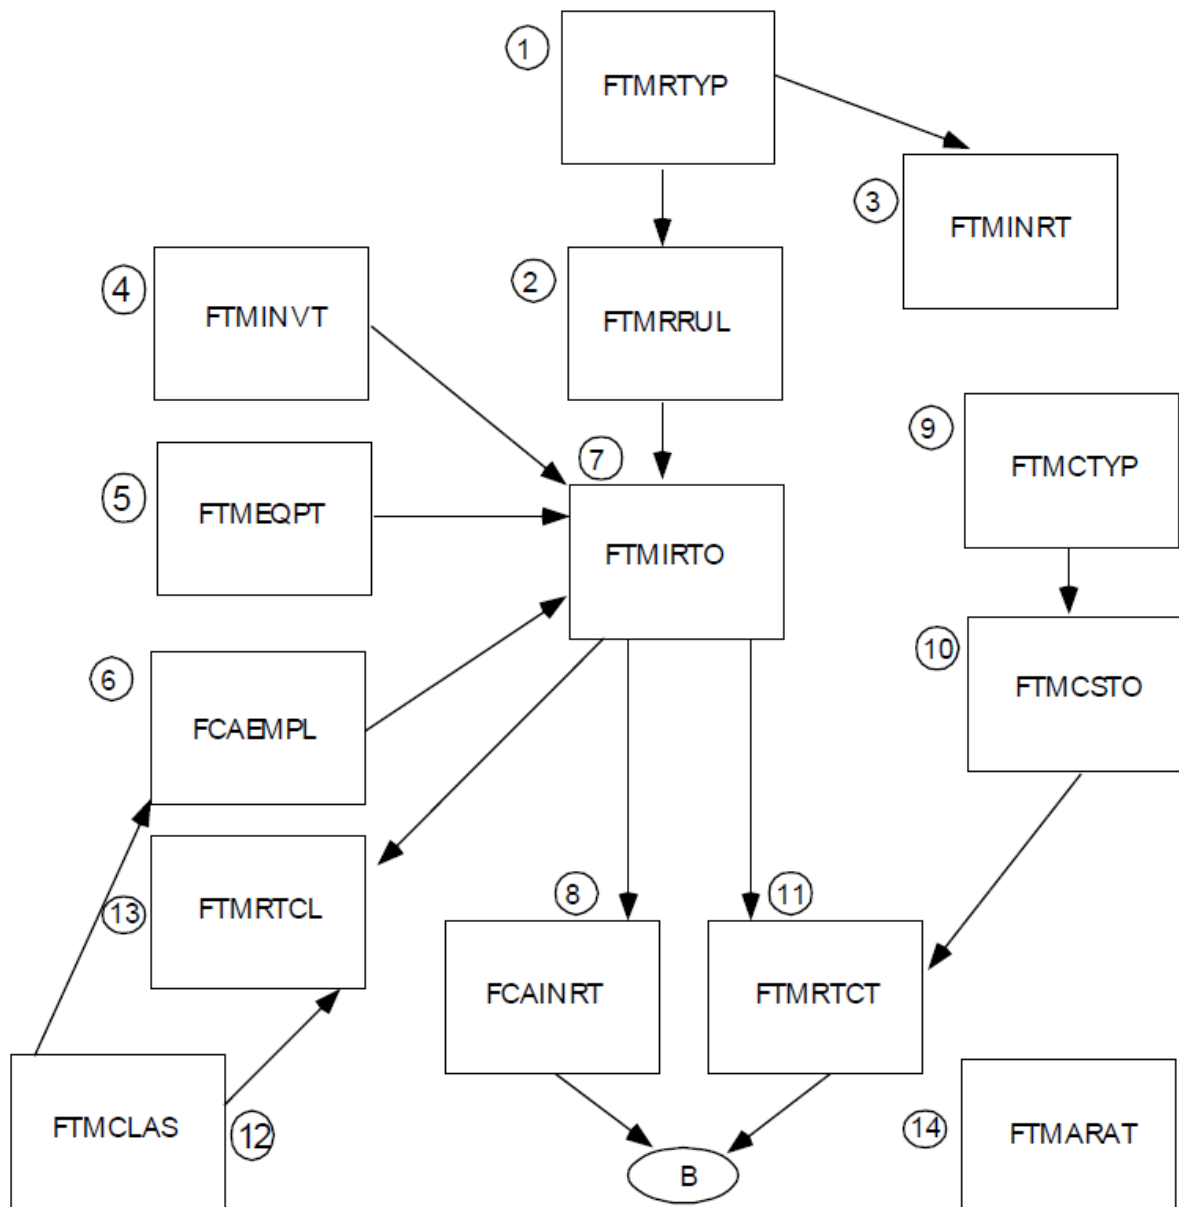 1
FTMRTYP
3
FTMINRT
4
FTMINVT
2
FTMRRUL
9
FTMCTYP
5
FTMEQPT
7
FTMIRTO
6
FCAEMPL
10
FTMCSTO
13
FTMRTCL
8
FCAINRT
11
FTMRTCT
FTMCLAS
12
14
FTMARAT
B